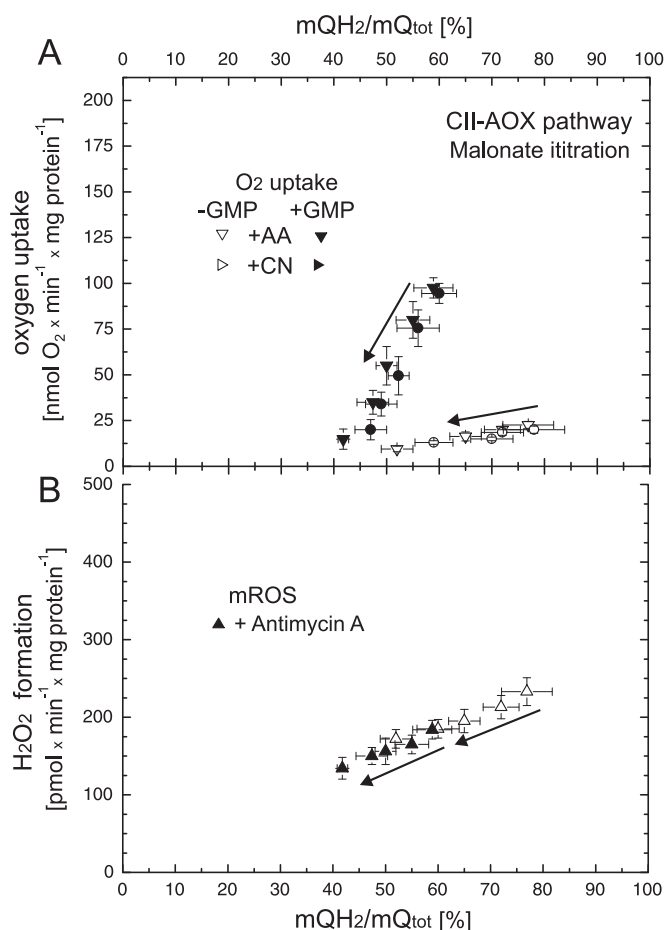 mQH₂/mQtot [%]
0 10 20 30 40 50 60 70 80 90 100
A
CII-AOX pathway
Malonate ititration
O₂ uptake
-GMP +GMP
+AA
+CN
200
175
150
125
100
75
50
25
0
oxygen uptake
[nmol O₂ x min⁻¹ x mg protein⁻¹]
B
mROS
+ Antimycin A
500
400
300
200
100
0
H₂O₂ formation
[pmol x min⁻¹ x mg protein⁻¹]
0 10 20 30 40 50 60 70 80 90 100
mQH₂/mQtot [%]